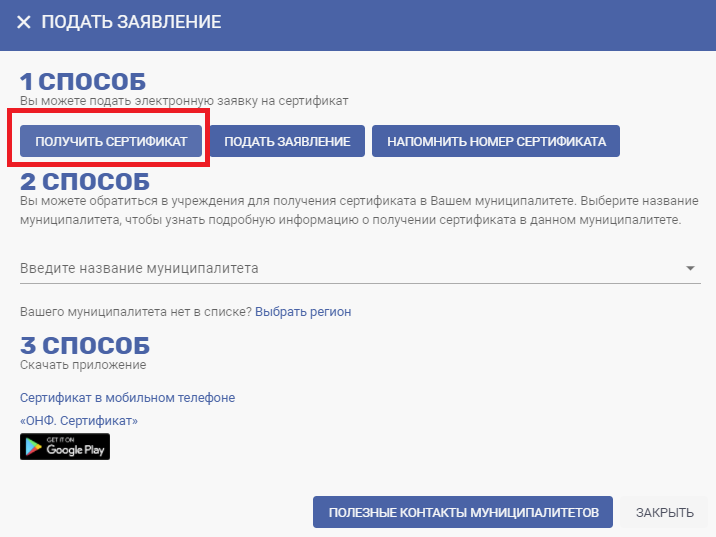 × ПОДАТЬ ЗАЯВЛЕНИЕ
1 СПОСОБ
Вы можете подать электронную заявку на сертификат
ПОЛУЧИТЬ СЕРТИФИКАТ ПОДАТЬ ЗАЯВЛЕНИЕ НАПОМНИТЬ НОМЕР СЕРТИФИКАТА
2 СПОСОБ
Вы можете обратиться в учреждения для получения сертификата в Вашем муниципалитете. Выберите название
муниципалитета, чтобы узнать подробную информацию о получении сертификата в данном муниципалитете.
Введите название муниципалитета
Вашего муниципалитета нет в списке? Выбрать регион
3 СПОСОБ
Скачать приложение
Сертификат в мобильном телефоне
«ОНФ. Сертификат»
GET IT ON
Google Play
ПОЛЕЗНЫЕ КОНТАКТЫ МУНИЦИПАЛИТЕТОВ ЗАКРЫТЬ